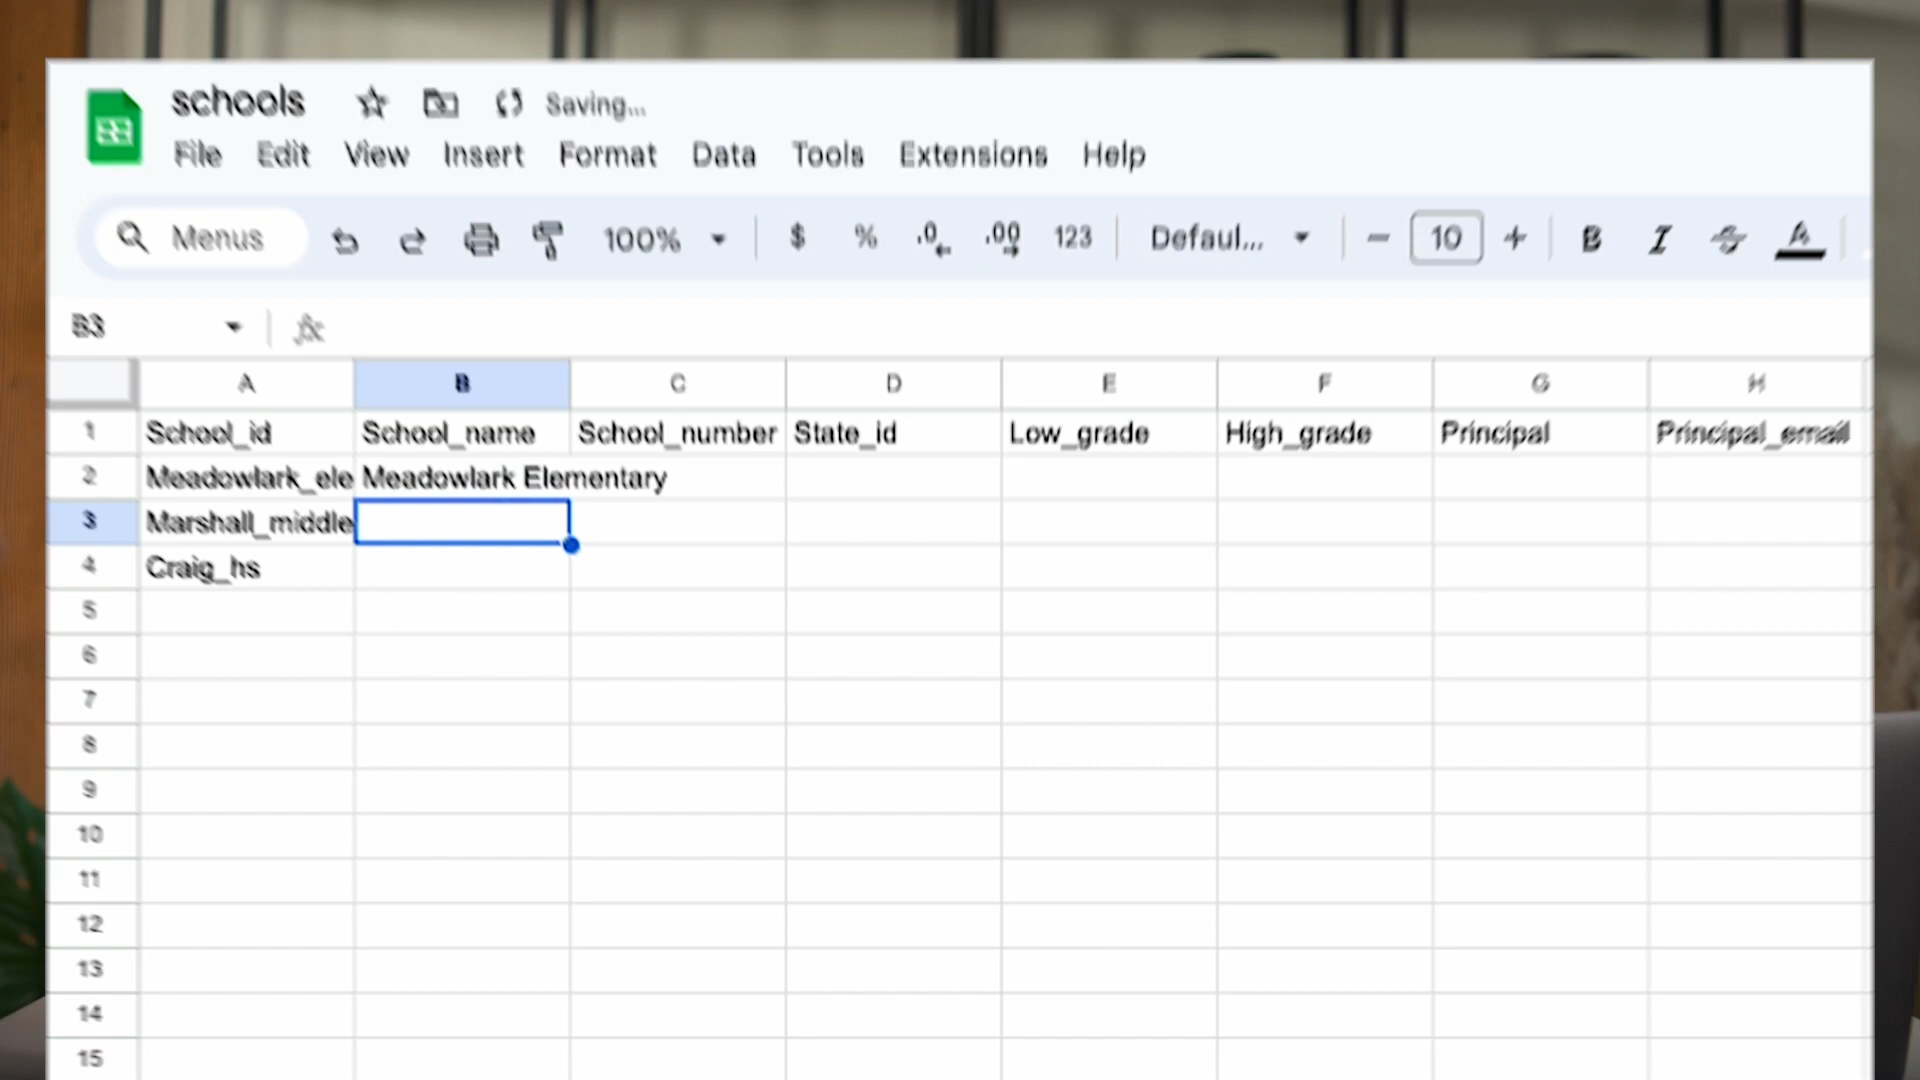 schools Saving...
File Edit View Insert Format Data Tools Extensions Help
Menus 100% $ % .0 .00 123 Defaul... 10 B I S A
B3 fx
A B C D E F G H
1 School_id School_name School_number State_id Low_grade High_grade Principal Principal_email
2 Meadowlark_ele Meadowlark Elementary
3 Marshall_middle
4 Craig_hs
5
6
7
8
9
10
11
12
13
14
15